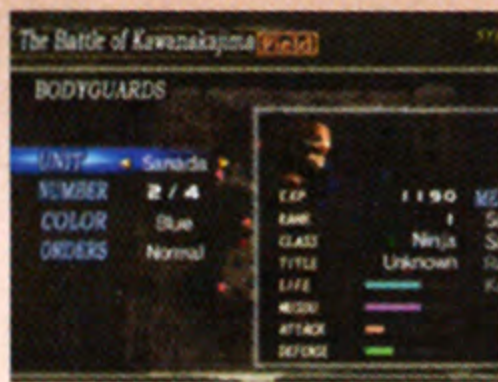 The Battle of Kawanakajima Field
BODYGUARDS
UNIT Sanada
NUMBER 2 / 4
COLOR Blue
ORDERS Normal
EXP 1190
RANK 1
CLASS Ninja
TITLE Unknown
LIFE
MUSOU
ATTACK
DEFENSE